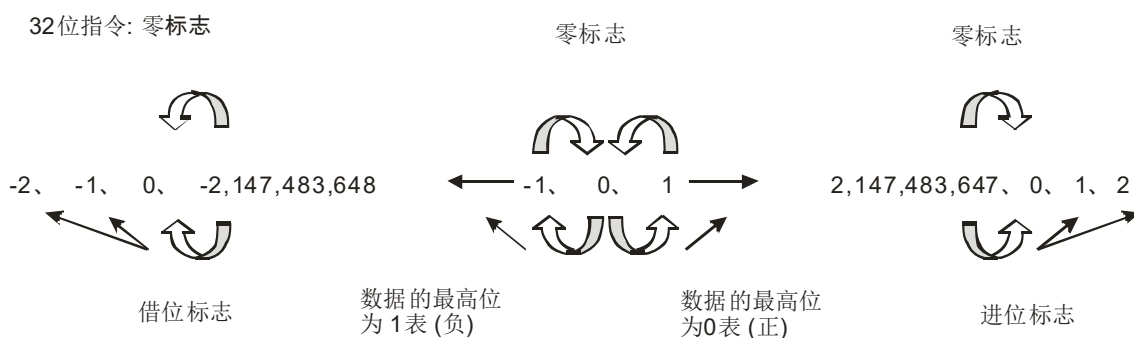 32位指令: 零标志
零标志
零标志
-2、 -1、 0、 -2,147,483,648
-1、 0、 1
2,147,483,647、 0、 1、 2
借位标志
数据的最高位
为 1表 (负)
数据的最高位
为0表 (正)
进位标志